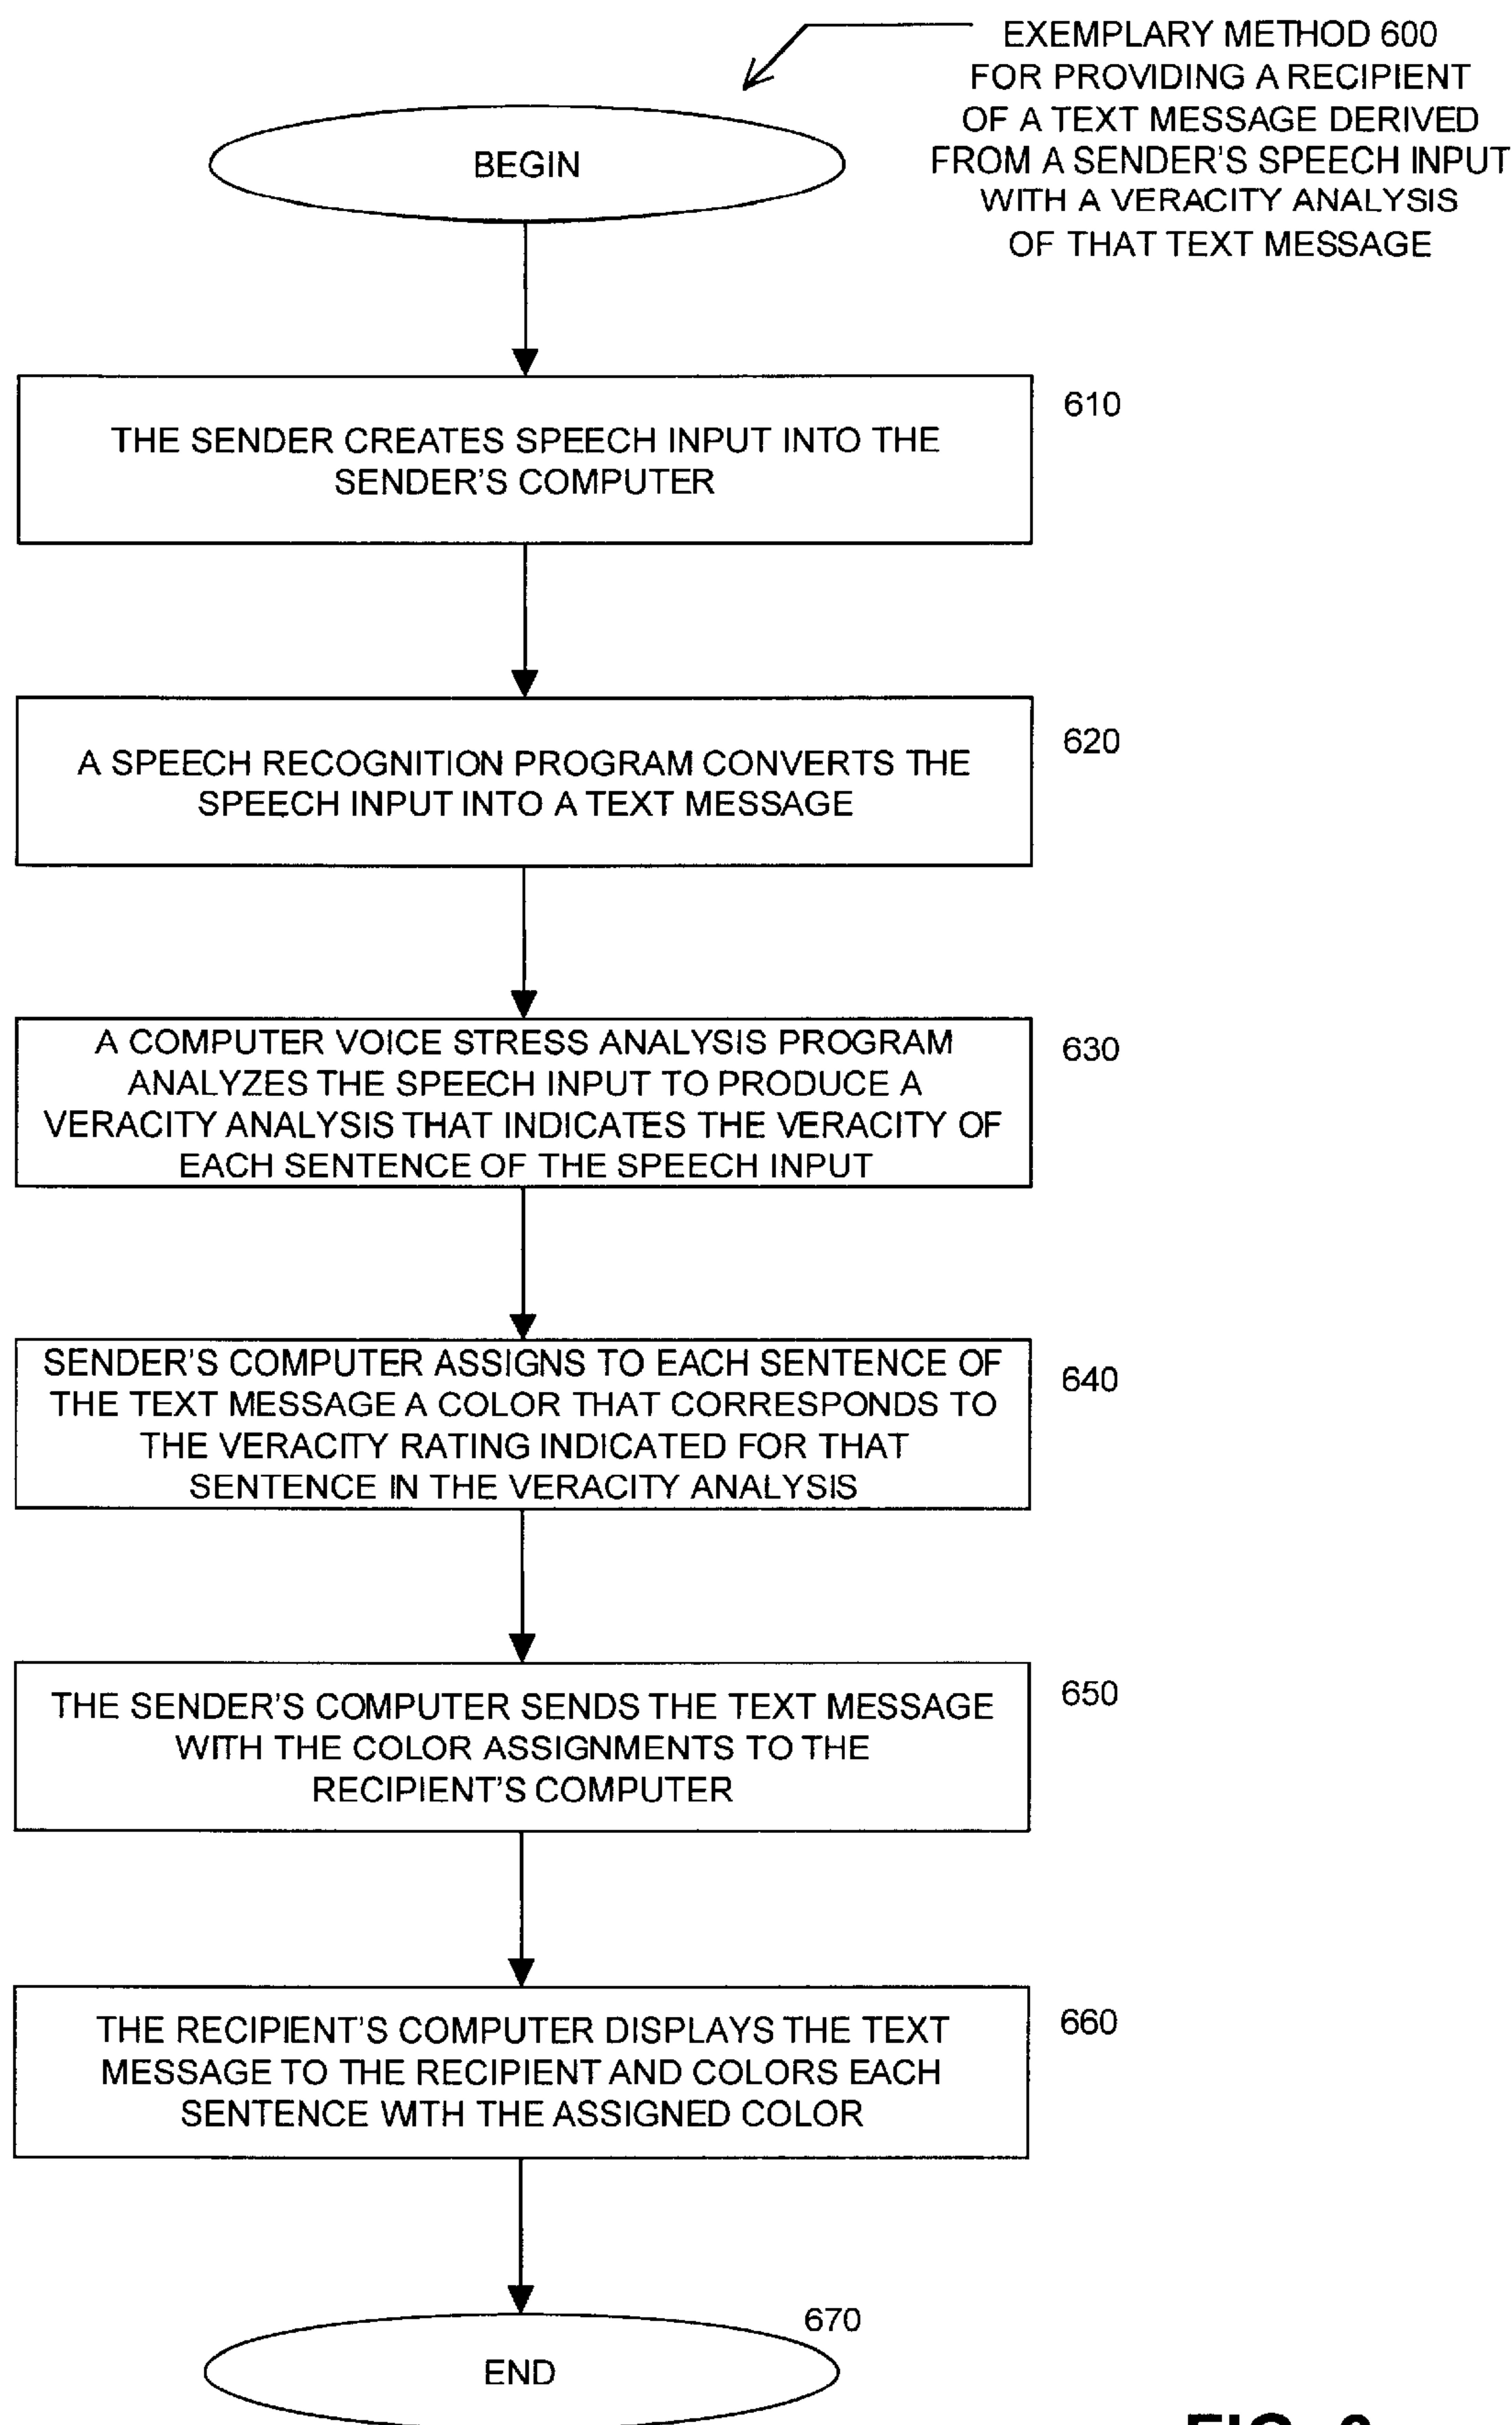 EXEMPLARY METHOD 600
FOR PROVIDING A RECIPIENT
OF A TEXT MESSAGE DERIVED
FROM A SENDER'S SPEECH INPUT
WITH A VERACITY ANALYSIS
OF THAT TEXT MESSAGE
BEGIN
610
THE SENDER CREATES SPEECH INPUT INTO THE
SENDER'S COMPUTER
620
A SPEECH RECOGNITION PROGRAM CONVERTS THE
SPEECH INPUT INTO A TEXT MESSAGE
630
A COMPUTER VOICE STRESS ANALYSIS PROGRAM
ANALYZES THE SPEECH INPUT TO PRODUCE A
VERACITY ANALYSIS THAT INDICATES THE VERACITY OF
EACH SENTENCE OF THE SPEECH INPUT
640
SENDER'S COMPUTER ASSIGNS TO EACH SENTENCE OF
THE TEXT MESSAGE A COLOR THAT CORRESPONDS TO
THE VERACITY RATING INDICATED FOR THAT
SENTENCE IN THE VERACITY ANALYSIS
650
THE SENDER'S COMPUTER SENDS THE TEXT MESSAGE
WITH THE COLOR ASSIGNMENTS TO THE
RECIPIENT'S COMPUTER
660
THE RECIPIENT'S COMPUTER DISPLAYS THE TEXT
MESSAGE TO THE RECIPIENT AND COLORS EACH
SENTENCE WITH THE ASSIGNED COLOR
670
END
FIG.